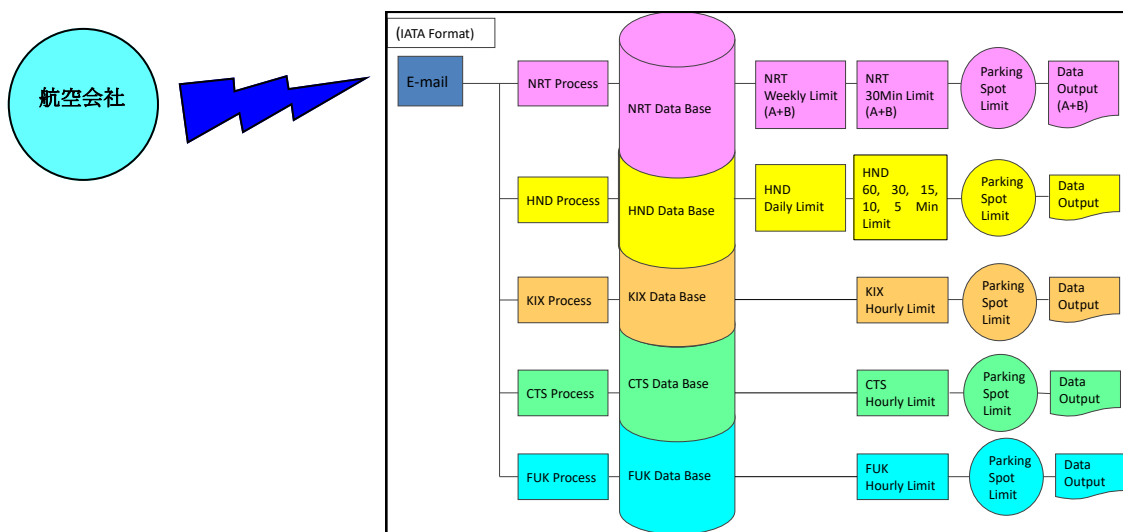 航空会社
(IATA Format)
E-mail
NRT Process
NRT Data Base
NRT
Weekly Limit
(A+B)
NRT
30Min Limit
(A+B)
Parking
Spot
Limit
Data
Output
(A+B)
HND Process
HND Data Base
HND
Daily Limit
HND
60, 30, 15,
10, 5 Min
Limit
Parking
Spot
Limit
Data
Output
KIX Process
KIX Data Base
KIX
Hourly Limit
Parking
Spot
Limit
Data
Output
CTS Process
CTS Data Base
CTS
Hourly Limit
Parking
Spot
Limit
Data
Output
FUK Process
FUK Data Base
FUK
Hourly Limit
Parking
Spot
Limit
Data
Output